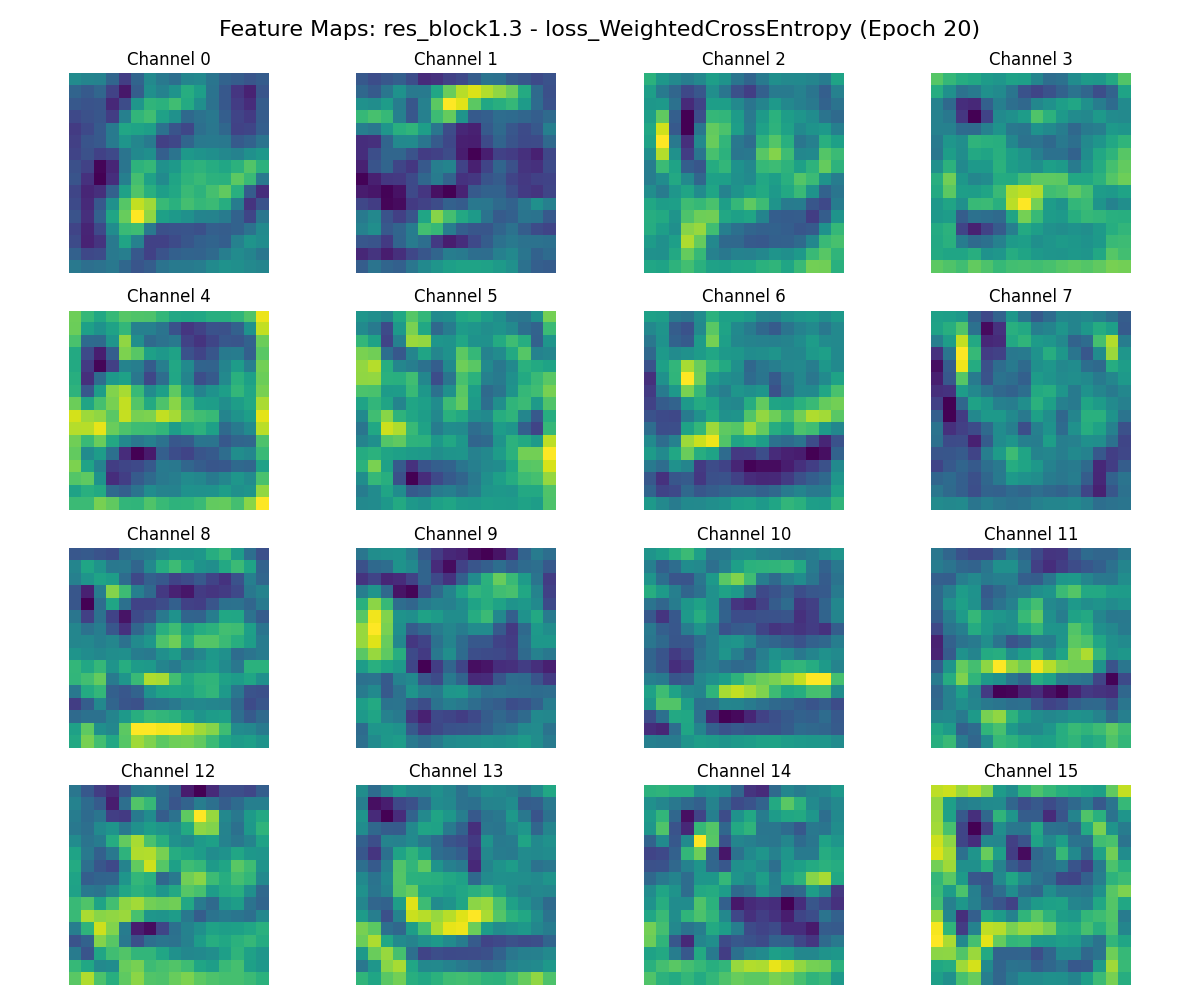 Feature Maps: res_block1.3 - loss_WeightedCrossEntropy (Epoch 20)
Channel 0
Channel 1
Channel 2
Channel 3
Channel 4
Channel 5
Channel 6
Channel 7
Channel 8
Channel 9
Channel 10
Channel 11
Channel 12
Channel 13
Channel 14
Channel 15